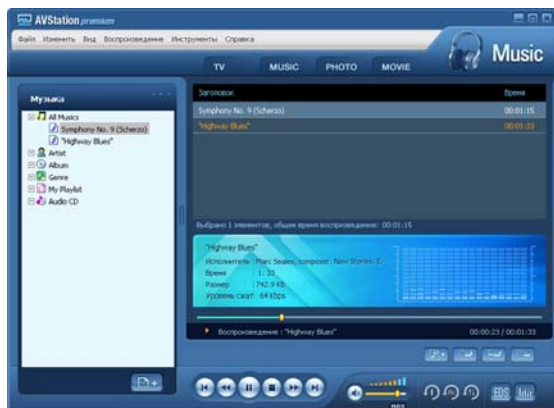 AVStation premium
Файл Изменить Вид Воспроизведение Инструменты Справка
Music
TV MUSIC PHOTO MOVIE
Музыка
All Musics
Symphony No. 9 (Scherzo)
"Highway Blues"
Artist
Album
Genre
My Playlist
Audio CD
Заголовок Время
Symphony No. 9 (Scherzo) 00:01:15
"Highway Blues" 00:01:33
Выбрано 1 элементов, общее время воспроизведения: 00:01:15
"Highway Blues"
Исполнитель : Marc Seales, composer. New Stories. E
Время : 1: 33
Размер : 742.9 KB
Уровень сжат: 64 Kbps
Воспроизведение : "Highway Blues" 00:00:23 / 00:01:33
EDS